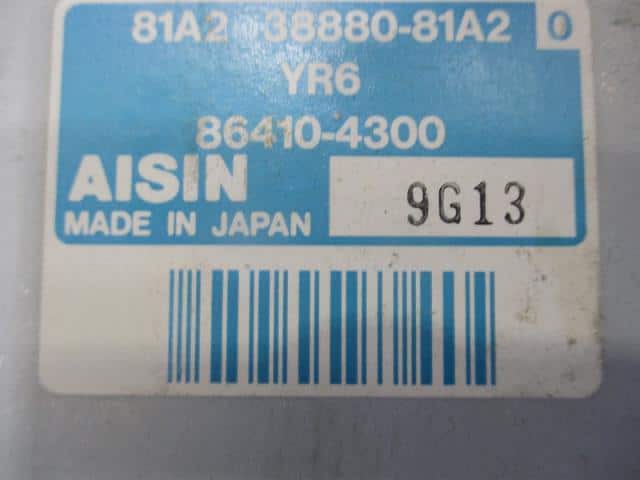 81A2 38880-81A2 0
YR6
86410-4300
AISIN 9G13
MADE IN JAPAN